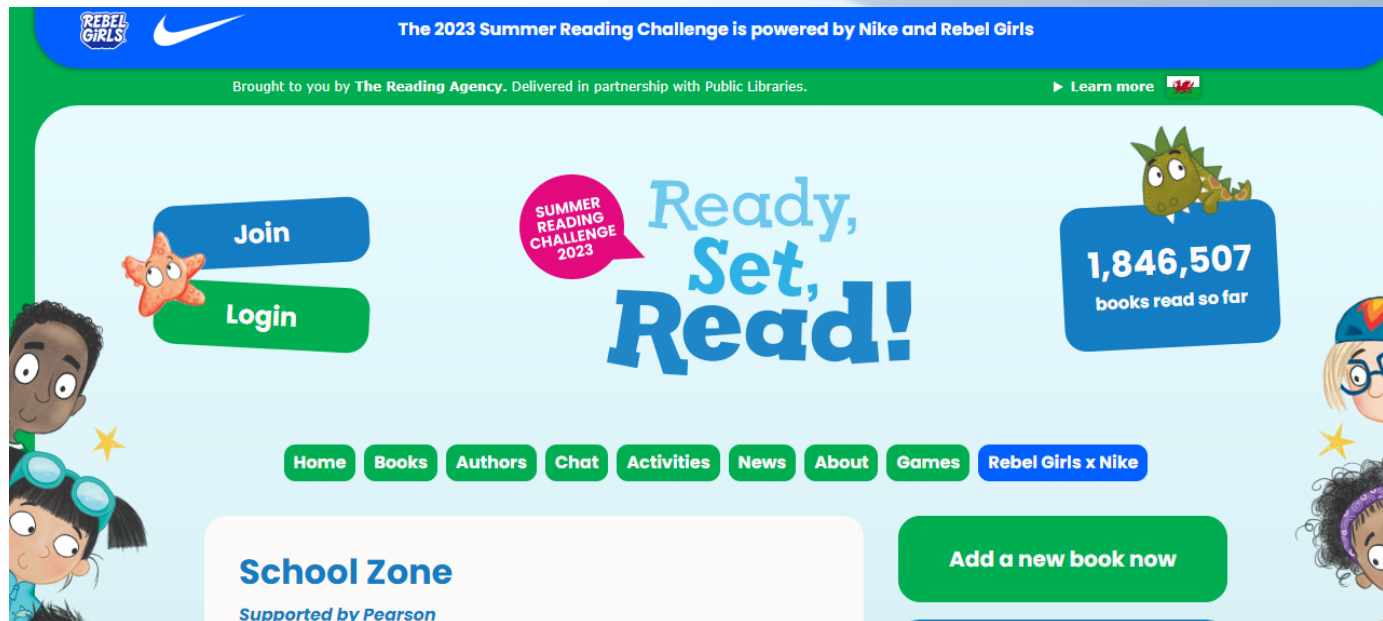 REBEL
GIRLS
The 2023 Summer Reading Challenge is powered by Nike and Rebel Girls
Brought to you by The Reading Agency. Delivered in partnership with Public Libraries.
Learn more
Join
Login
SUMMER
READING
CHALLENGE
2023
Ready,
Set,
Read!
1,846,507
books read so far
Home Books Authors Chat Activities News About Games Rebel Girls x Nike
School Zone
Supported by Pearson
Add a new book now